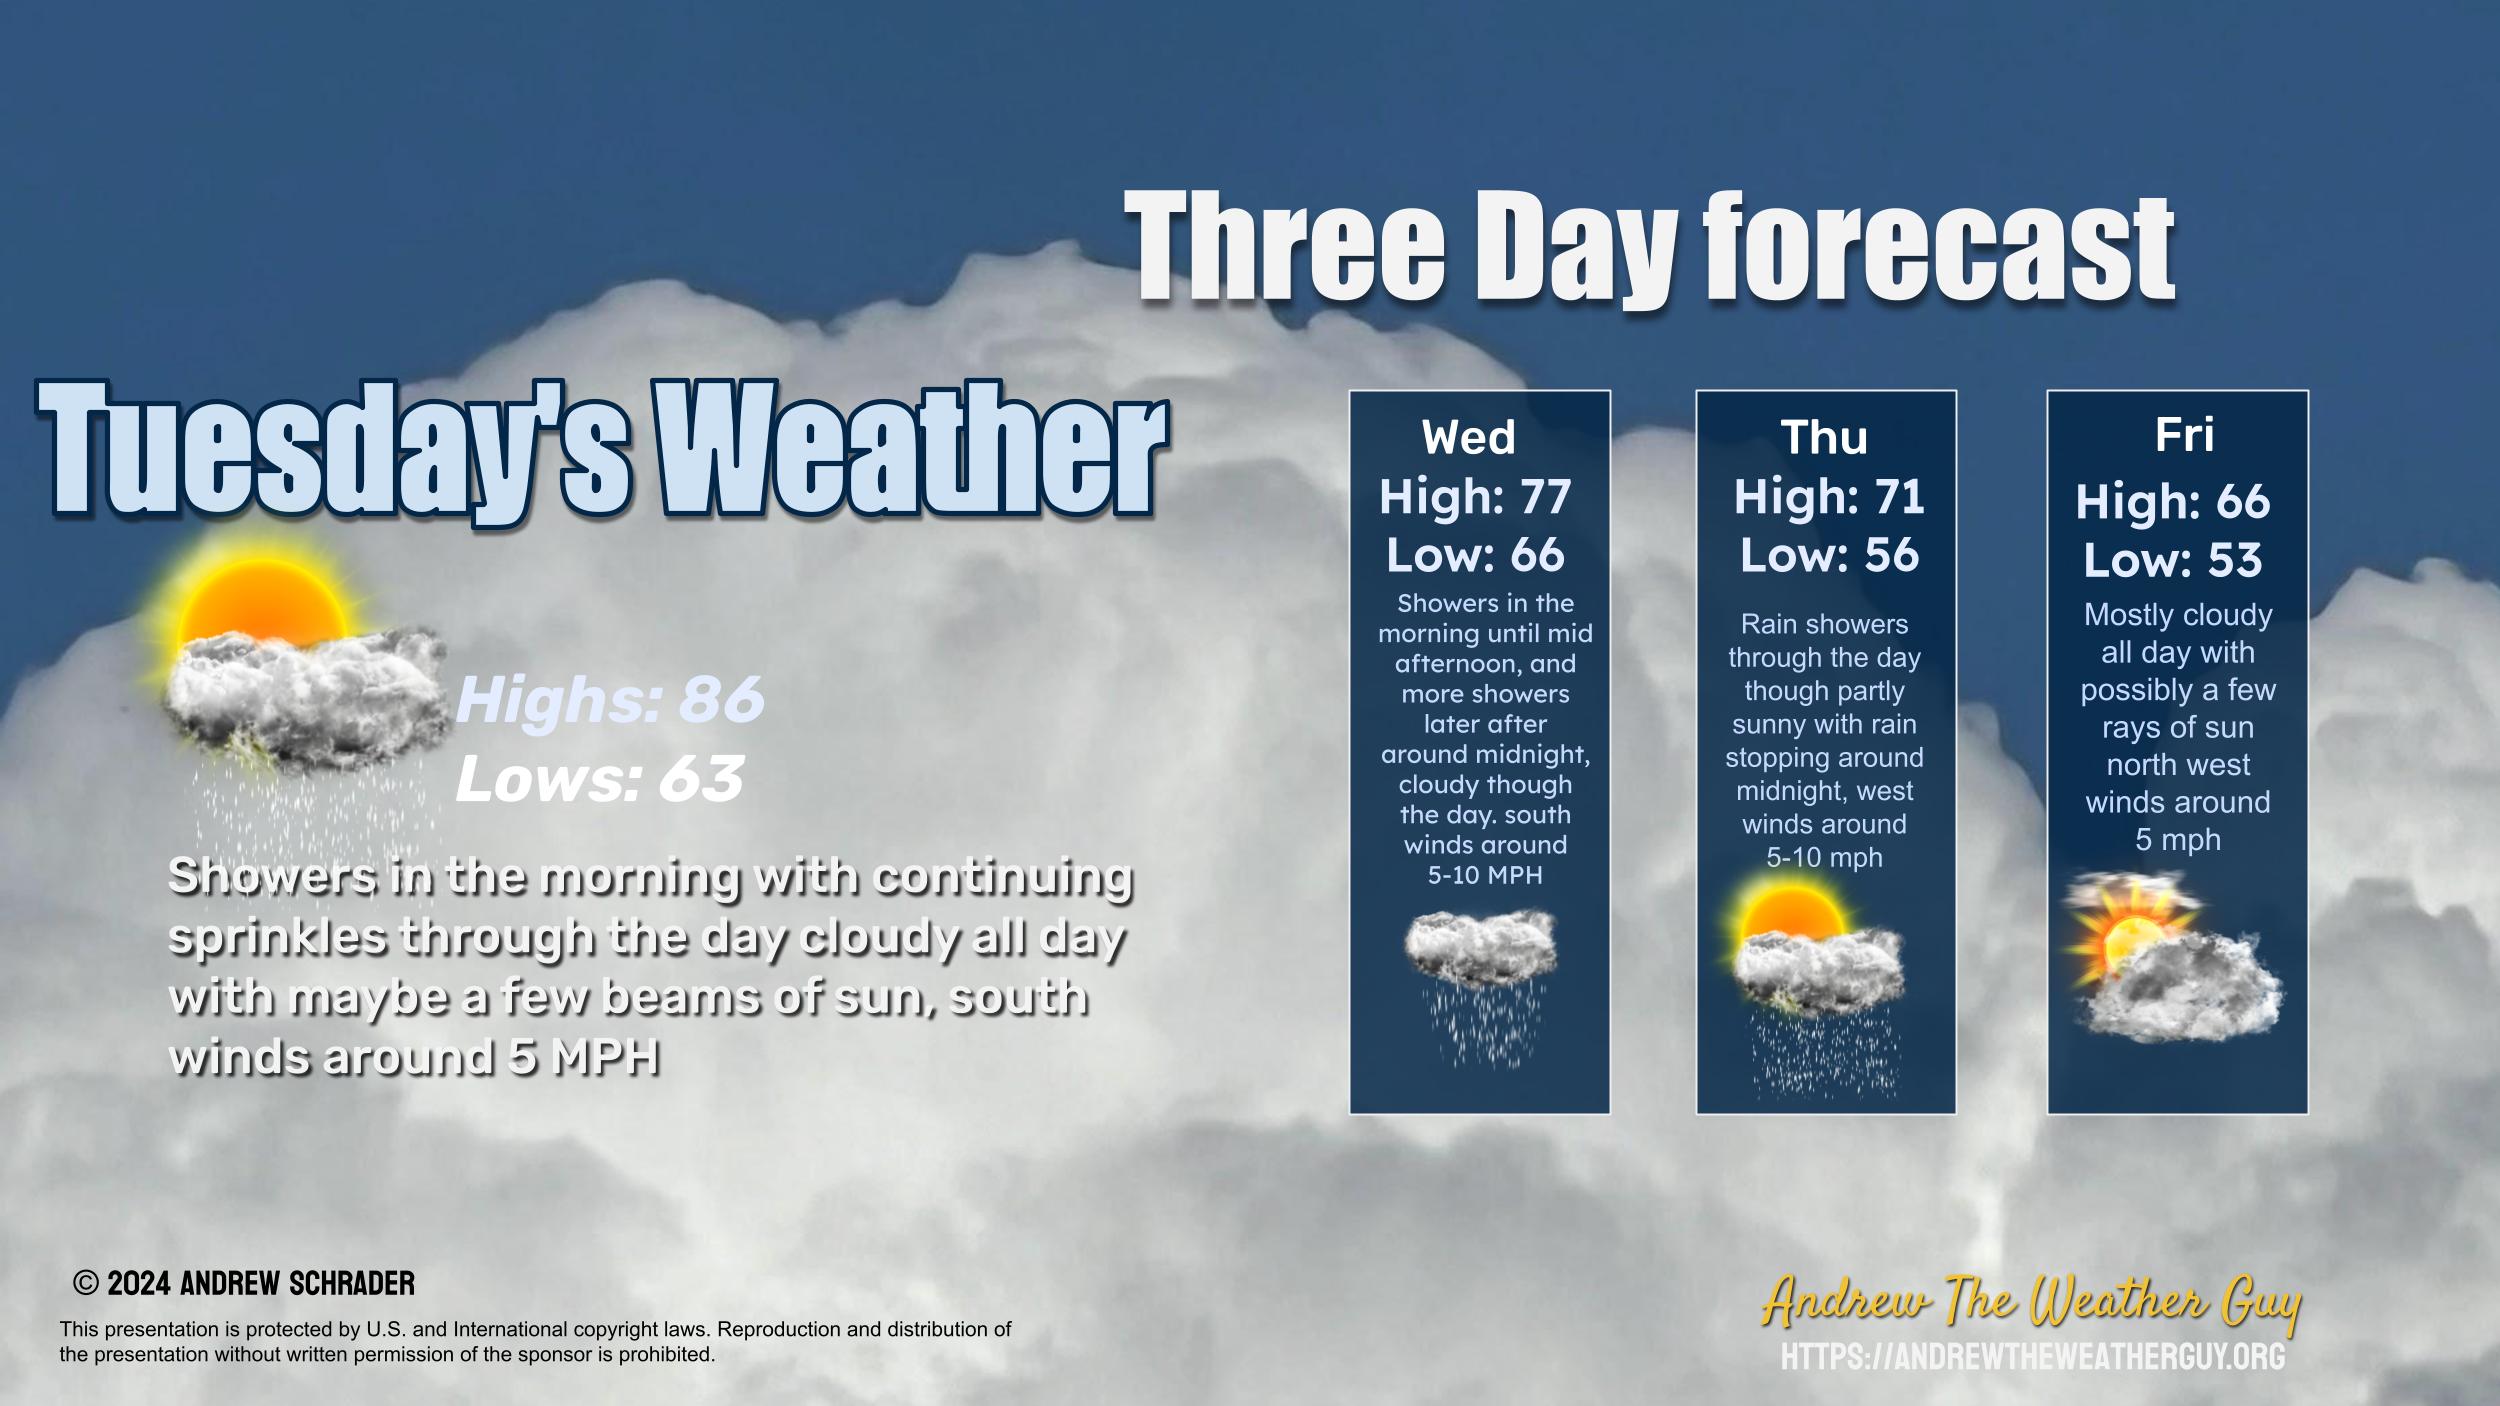 Three Day forecast
Tuesday's Weather
Highs: 86
Lows: 63
Showers in the morning with continuing
sprinkles through the day cloudy all day
with maybe a few beams of sun, south
winds around 5 MPH
Wed
High: 77
Low: 66
Showers in the
morning until mid
afternoon, and
more showers
later after
around midnight,
cloudy though
the day. south
winds around
5-10 MPH
Thu
High: 71
Low: 56
Rain showers
through the day
though partly
sunny with rain
stopping around
midnight, west
winds around
5-10 mph
Fri
High: 66
Low: 53
Mostly cloudy
all day with
possibly a few
rays of sun
north west
winds around
5 mph
© 2024 ANDREW SCHRADER
This presentation is protected by U.S. and International copyright laws. Reproduction and distribution of
the presentation without written permission of the sponsor is prohibited.
Andrew The Weather Guy
HTTPS://ANDREWTHEWEATHERGUY.ORG